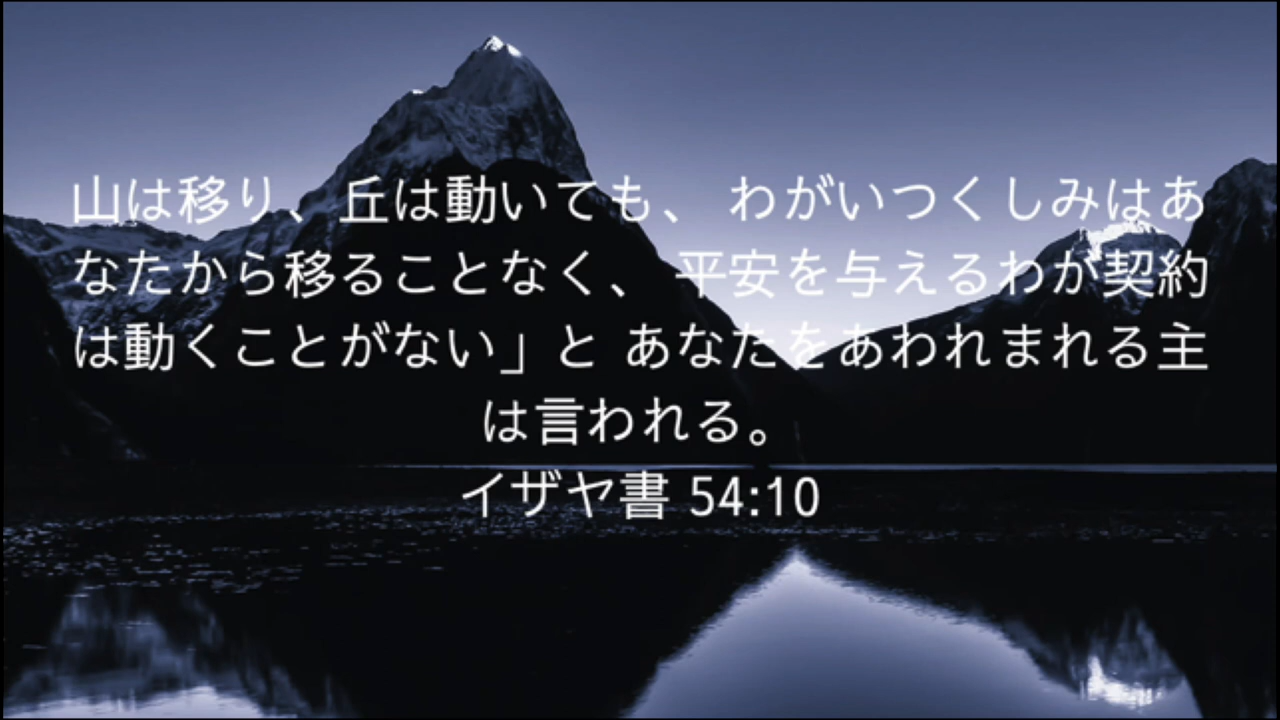 山は移り、丘は動いても、 わがいつくしみはあ
なたから移ることなく、 平安を与えるわが契約
は動くことがない」と あなたをあわれまれる主
は言われる。
イザヤ書 54:10